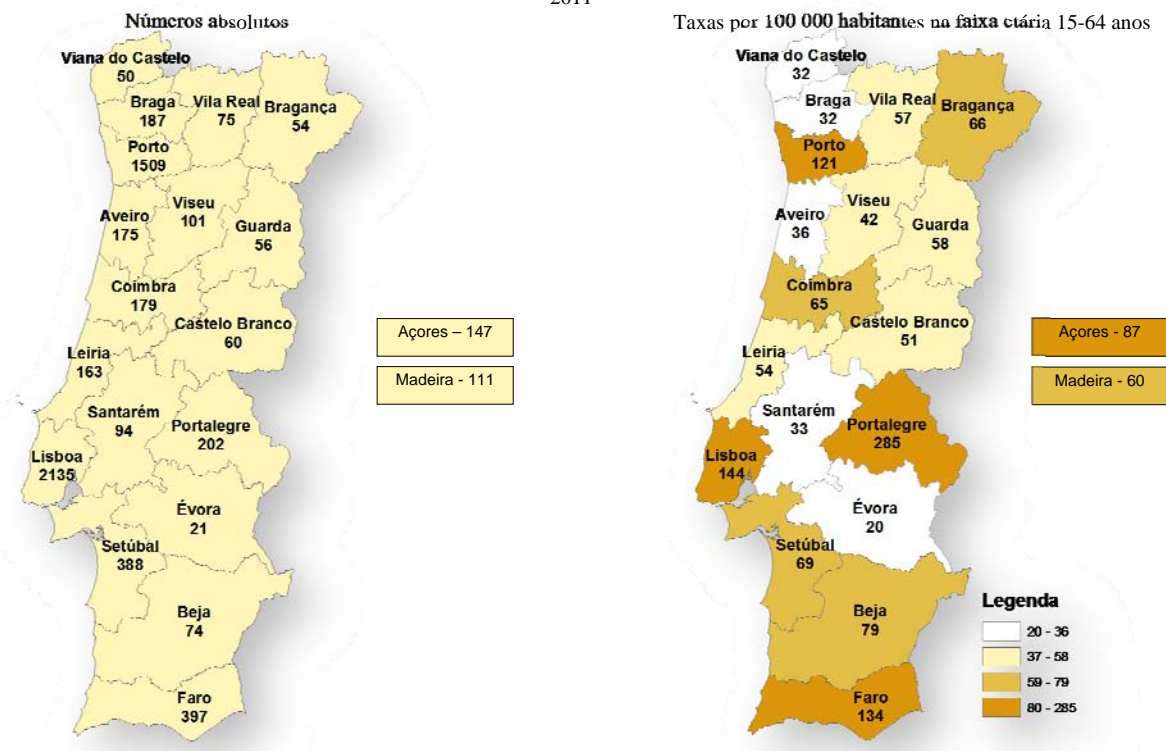 2011
Números absolutos
Viana do Castelo
50
Braga
187
Vila Real
75
Bragança
54
Porto
1509
Aveiro
175
Viseu
101
Guarda
56
Coimbra
179
Castelo Branco
60
Leiria
163
Santarém
94
Portalegre
202
Lisboa
2135
Évora
21
Setúbal
388
Beja
74
Faro
397
Açores – 147
Madeira - 111
Taxas por 100 000 habitantes na faixa etária 15-64 anos
Viana do Castelo
32
Braga
32
Vila Real
57
Bragança
66
Porto
121
Aveiro
36
Viseu
42
Guarda
58
Coimbra
65
Castelo Branco
51
Leiria
54
Santarém
33
Portalegre
285
Lisboa
144
Évora
20
Setúbal
69
Beja
79
Faro
134
Açores - 87
Madeira - 60
Legenda
20 - 36
37 - 58
59 - 79
80 - 285